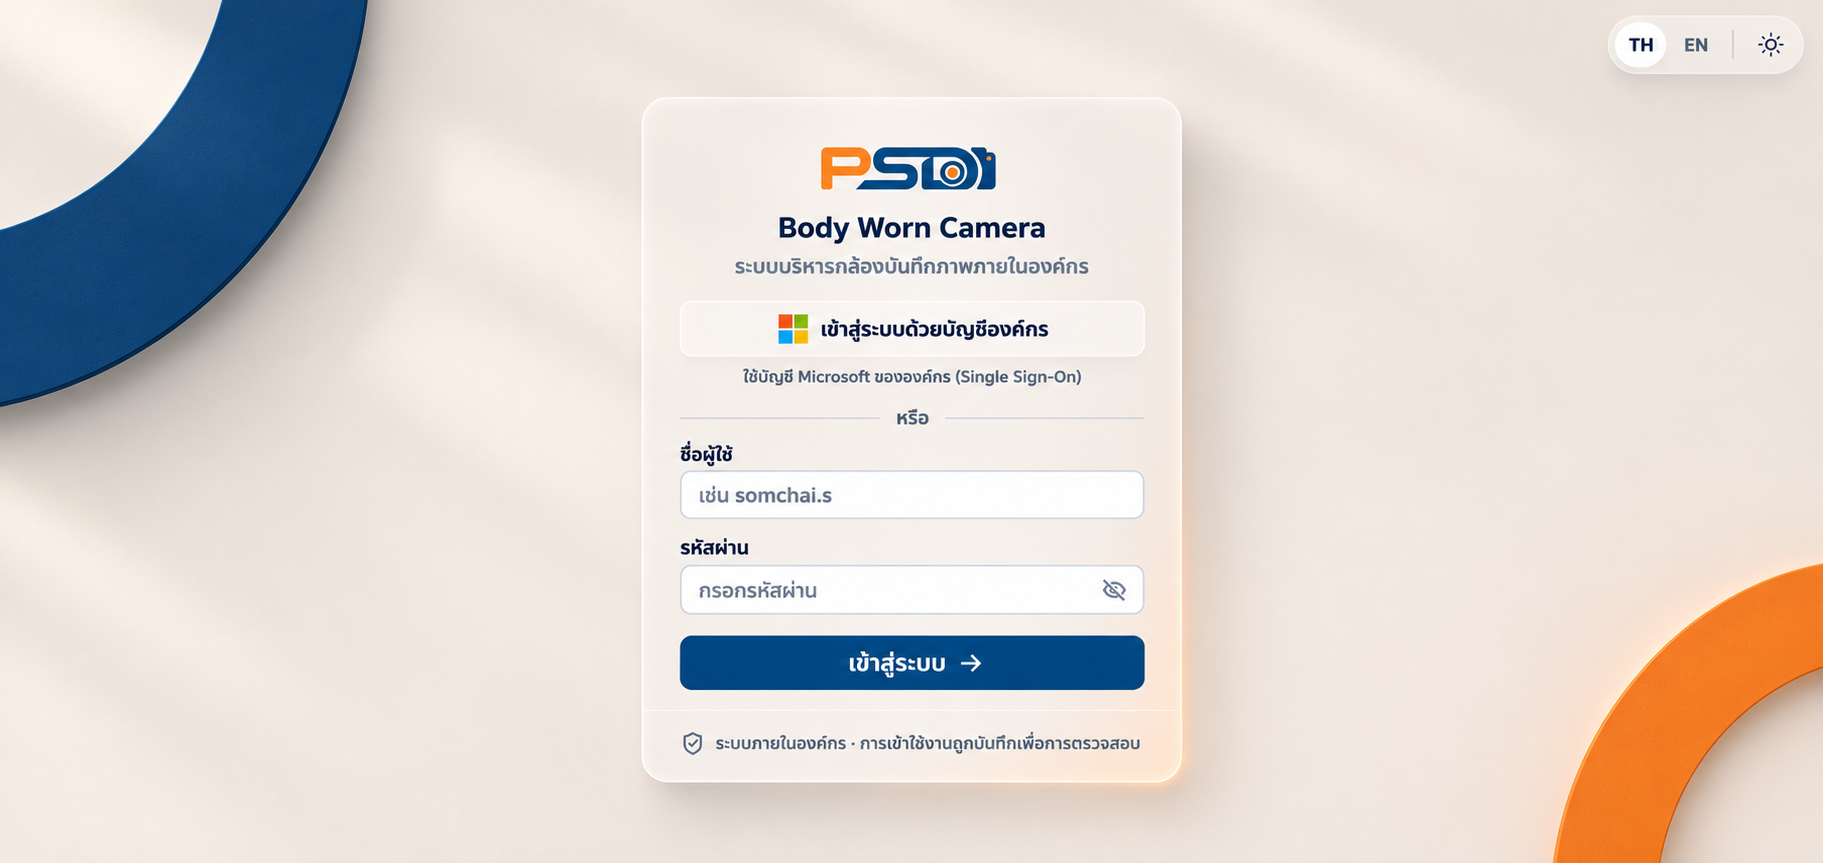 TH EN
PSDi
Body Worn Camera
ระบบบริหารกล้องบันทึกภาพภายในองค์กร
เข้าสู่ระบบด้วยบัญชีองค์กร
ใช้บัญชี Microsoft ขององค์กร (Single Sign-On)
หรือ
ชื่อผู้ใช้
เช่น somchai.s
รหัสผ่าน
กรอกรหัสผ่าน
เข้าสู่ระบบ →
ระบบภายในองค์กร · การเข้าใช้งานถูกบันทึกเพื่อการตรวจสอบ